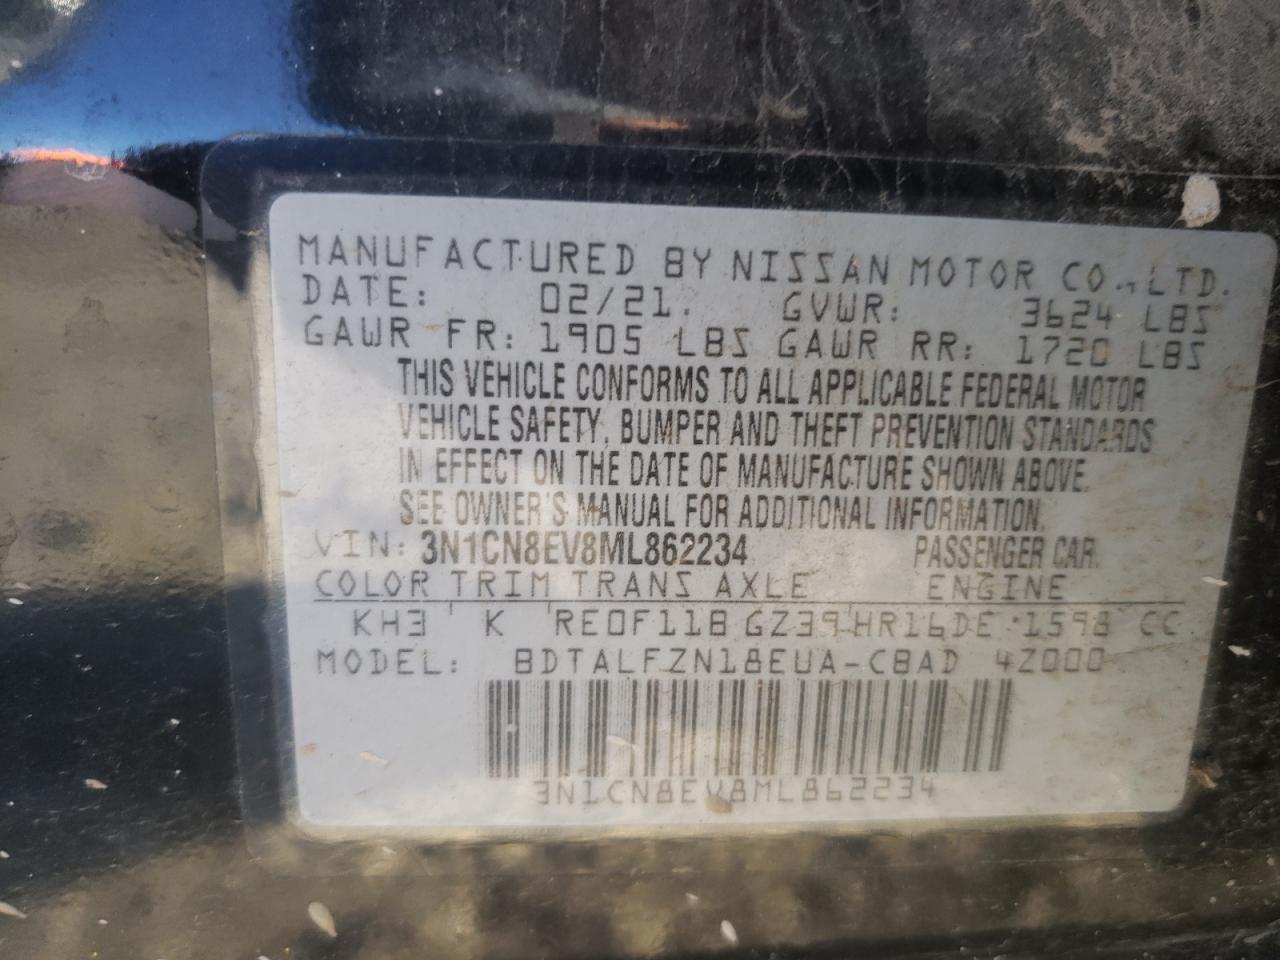 MANUFACTURED BY NISSAN MOTOR CO., LTD.
DATE: 02/21. GVWR: 3624 LBS
GAWR FR: 1905 LBS GAWR RR: 1720 LBS
THIS VEHICLE CONFORMS TO ALL APPLICABLE FEDERAL MOTOR
VEHICLE SAFETY, BUMPER AND THEFT PREVENTION STANDARDS
IN EFFECT ON THE DATE OF MANUFACTURE SHOWN ABOVE.
SEE OWNER'S MANUAL FOR ADDITIONAL INFORMATION.
VIN: 3N1CN8EV8ML862234 PASSENGER CAR.
COLOR TRIM TRANS AXLE ENGINE
KH3 K RE0F11B GZ39 HR16DE 1598 CC
MODEL: BDTALFZN18EUA-CBAD 4Z000
3N1CN8EV8ML862234